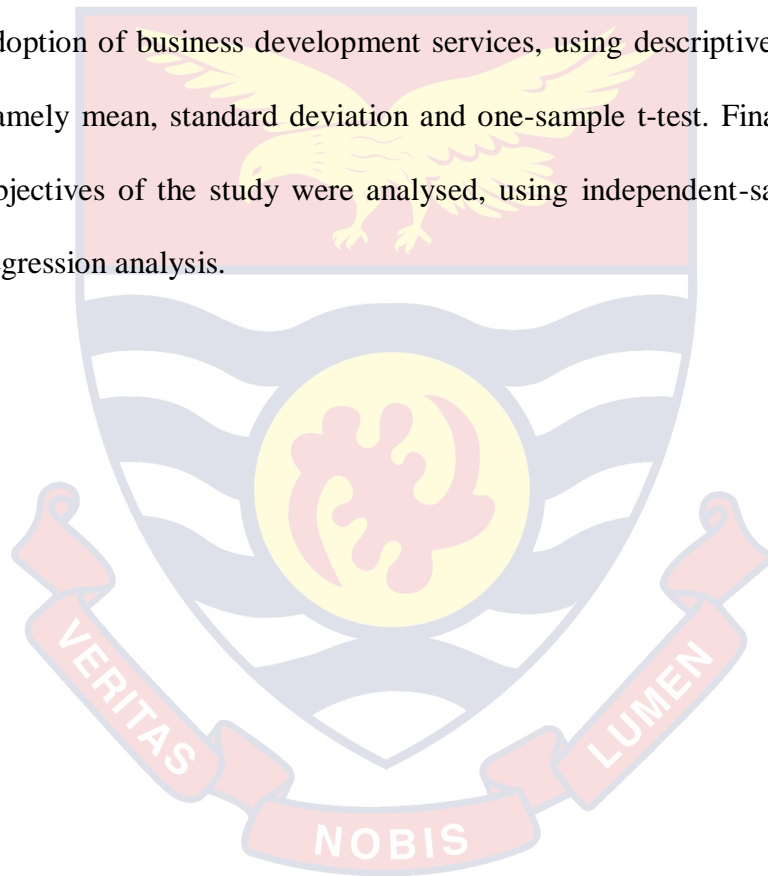 doption of business development services, using descriptive
amely mean, standard deviation and one-sample t-test. Fina
bjectives of the study were analysed, using independent-sa
egression analysis.
VERITAS
NOBIS
LUMEN